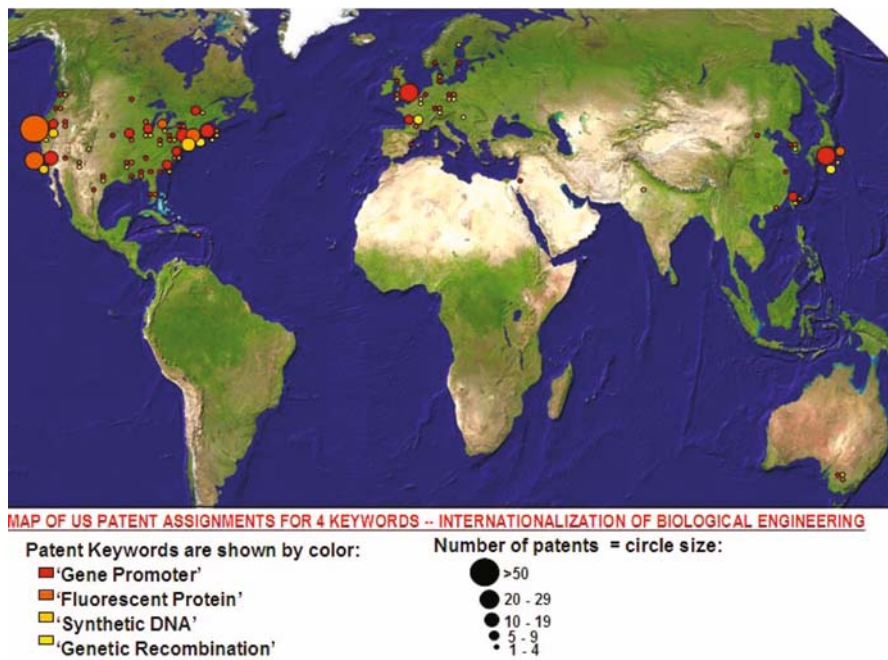 MAP OF US PATENT ASSIGNMENTS FOR 4 KEYWORDS -- INTERNATIONALIZATION OF BIOLOGICAL ENGINEERING
Patent Keywords are shown by color:
'Gene Promoter'
'Fluorescent Protein'
'Synthetic DNA'
'Genetic Recombination'
Number of patents = circle size:
>50
20 - 29
10 - 19
5 - 9
1 - 4